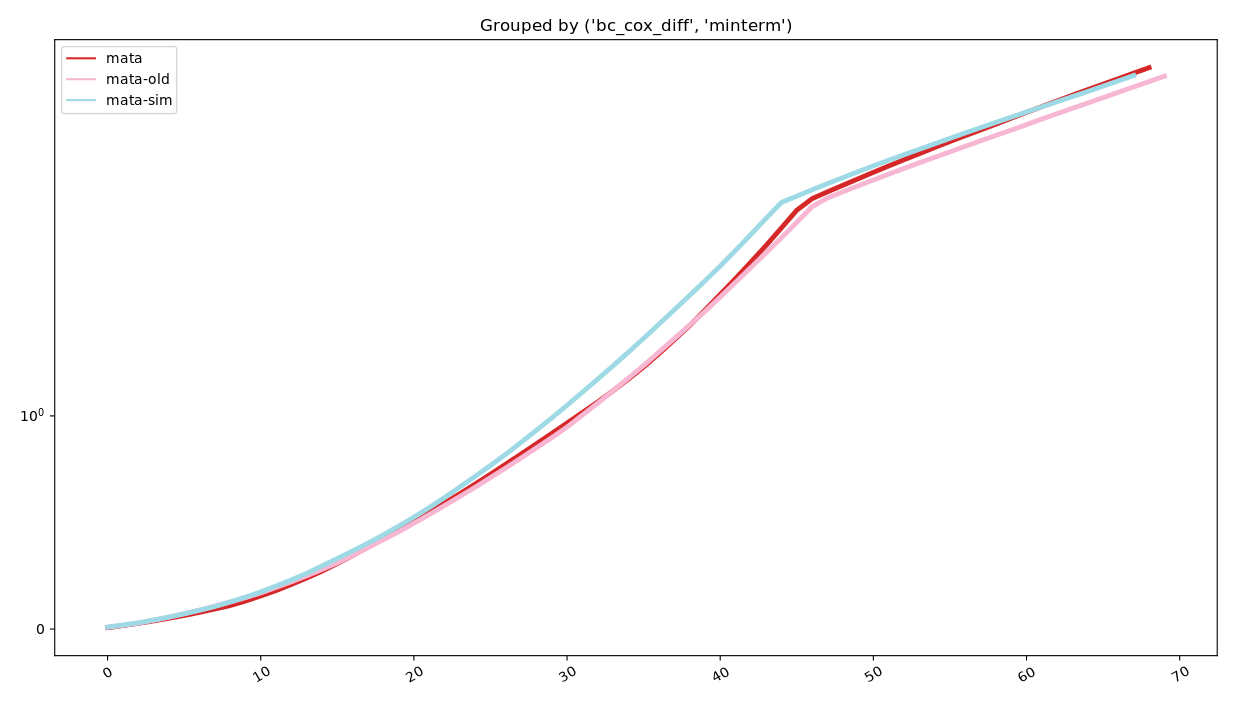 Grouped by ('bc_cox_diff', 'minterm')
mata
mata-old
mata-sim
10⁰
0
0
10
20
30
40
50
60
70